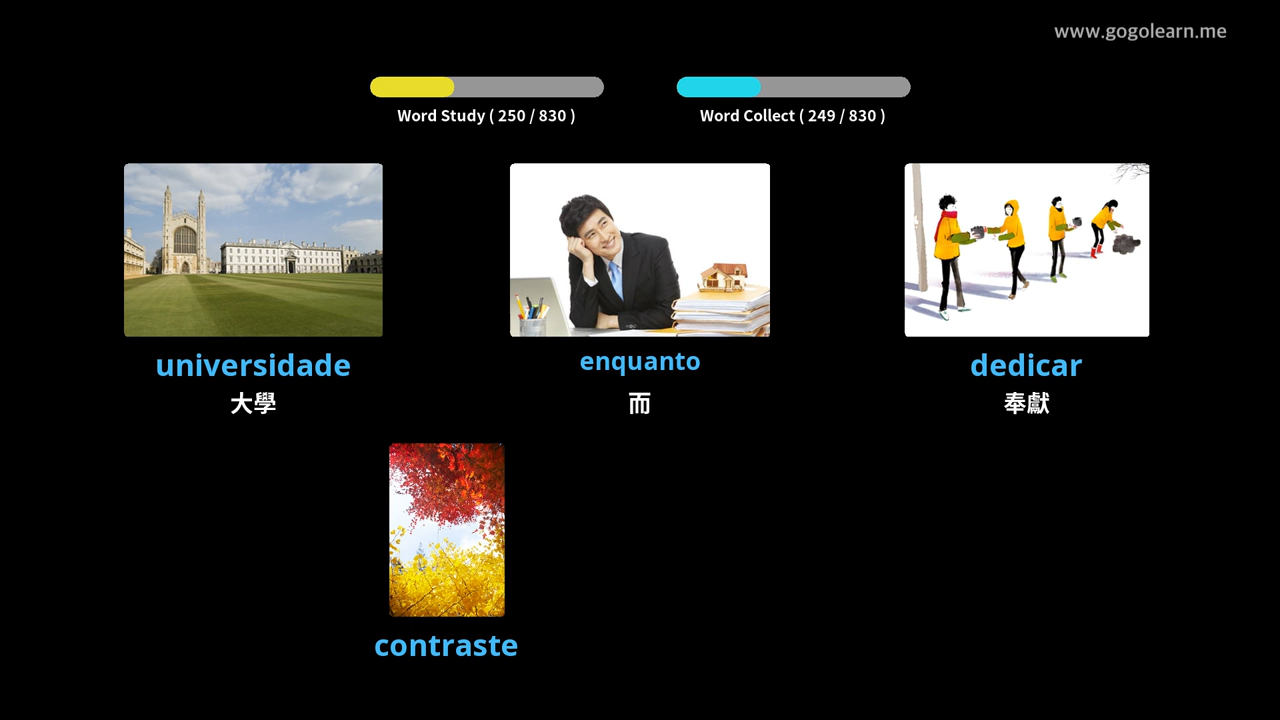 www.gogolearn.me
Word Study ( 250 / 830 )
Word Collect ( 249 / 830 )
universidade
大學
enquanto
而
dedicar
奉獻
contraste